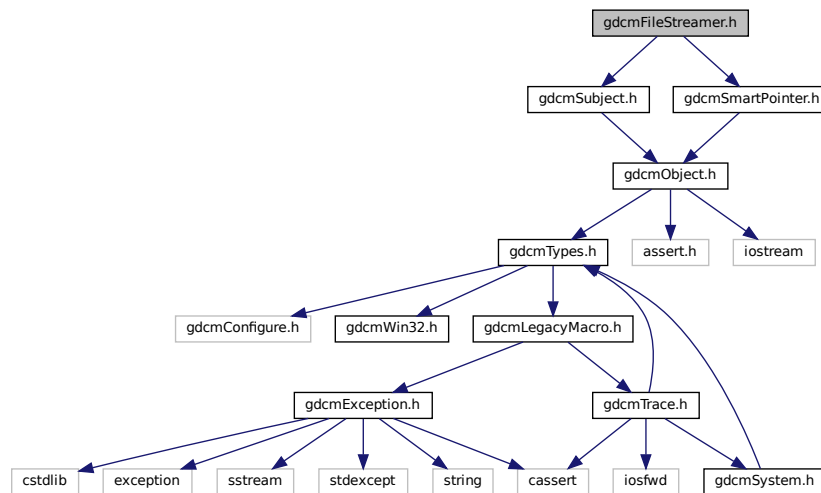 gdcmFileStreamer.h
gdcmSubject.h
gdcmSmartPointer.h
gdcmObject.h
gdcmTypes.h
assert.h
iostream
gdcmConfigure.h
gdcmWin32.h
gdcmLegacyMacro.h
gdcmException.h
gdcmTrace.h
cstdlib
exception
sstream
stdexcept
string
cassert
iosfwd
gdcmSystem.h